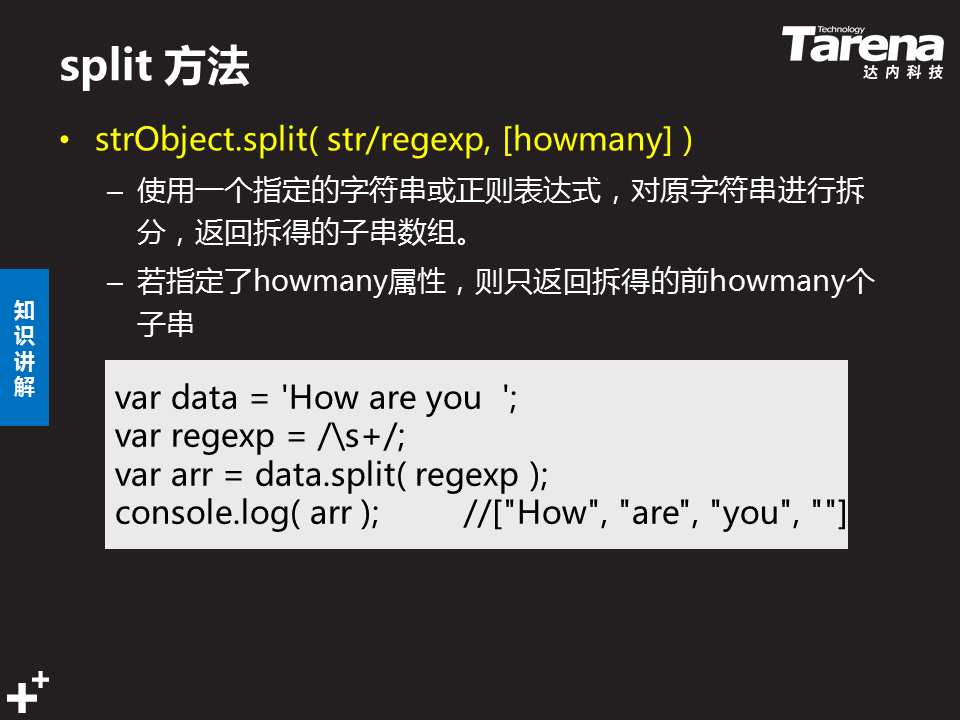 split 方法
Technology
Tarena
达内科技
• strObject.split( str/regexp, [howmany] )
– 使用一个指定的字符串或正则表达式，对原字符串进行拆
分，返回拆得的子串数组。
– 若指定了howmany属性，则只返回拆得的前howmany个
子串
知
识
讲
解
var data = 'How are you  ';
var regexp = /\s+/;
var arr = data.split( regexp );
console.log( arr );        //["How", "are", "you", ""]